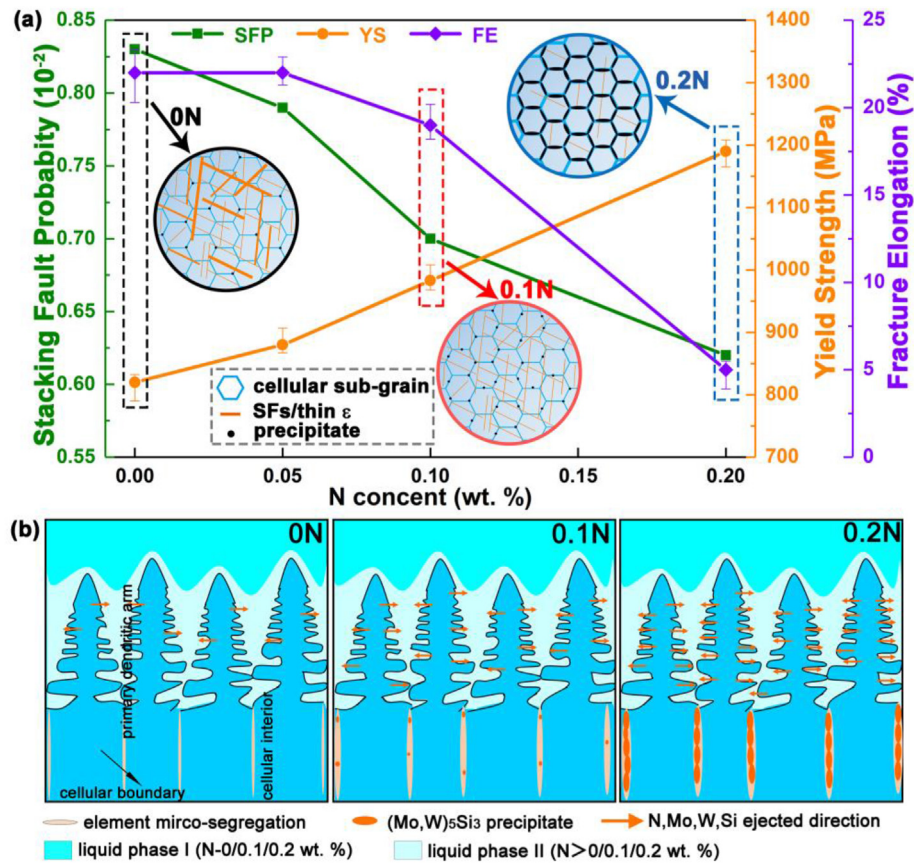 (a)
SFP YS FE
Stacking Fault Probabity (10⁻²)
0.85
0.80
0.75
0.70
0.65
0.60
0.55
0N
0.1N
0.2N
cellular sub-grain
SFs/thin ε
precipitate
0.00 0.05 0.10 0.15 0.20
N concent (wt. %)
1400
1300
1200
1100
1000
900
800
700
Yield Strength (MPa)
25
20
15
10
5
0
Fracture Elongation (%)
(b)
0N 0.1N 0.2N
primary dendritic arm
cellular interior
cellular boundary
element mirco-segregation (Mo,W)₅Si₃ precipitate N,Mo,W,Si ejected direction
liquid phase I (N-0/0.1/0.2 wt. %) liquid phase II (N>0/0.1/0.2 wt. %)